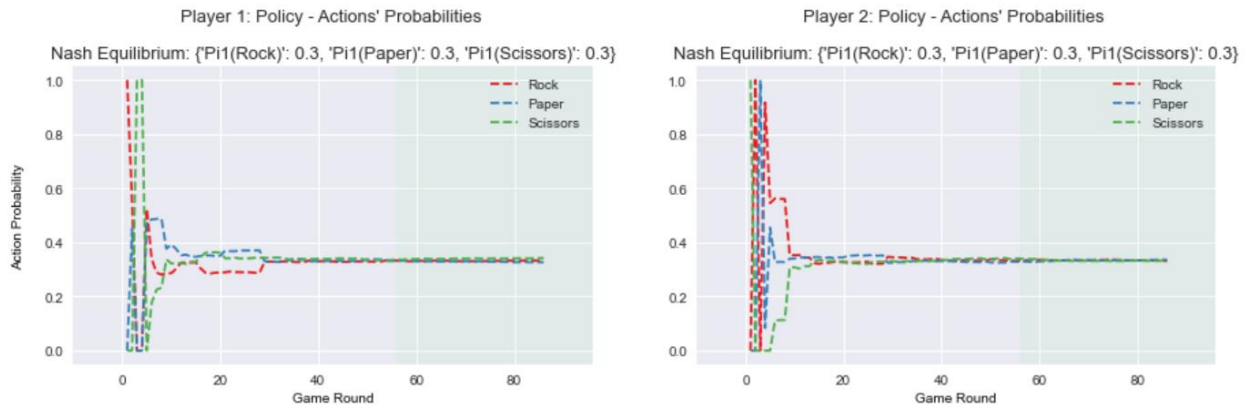 Player 1: Policy - Actions' Probabilities
Nash Equilibrium: {'Pi1(Rock)': 0.3, 'Pi1(Paper)': 0.3, 'Pi1(Scissors)': 0.3}
1.0
0.8
0.6
0.4
0.2
0.0
Action Probability
Rock
Paper
Scissors
0
20
40
60
80
Game Round
Player 2: Policy - Actions' Probabilities
Nash Equilibrium: {'Pi1(Rock)': 0.3, 'Pi1(Paper)': 0.3, 'Pi1(Scissors)': 0.3}
1.0
0.8
0.6
0.4
0.2
0.0
Rock
Paper
Scissors
0
20
40
60
80
Game Round